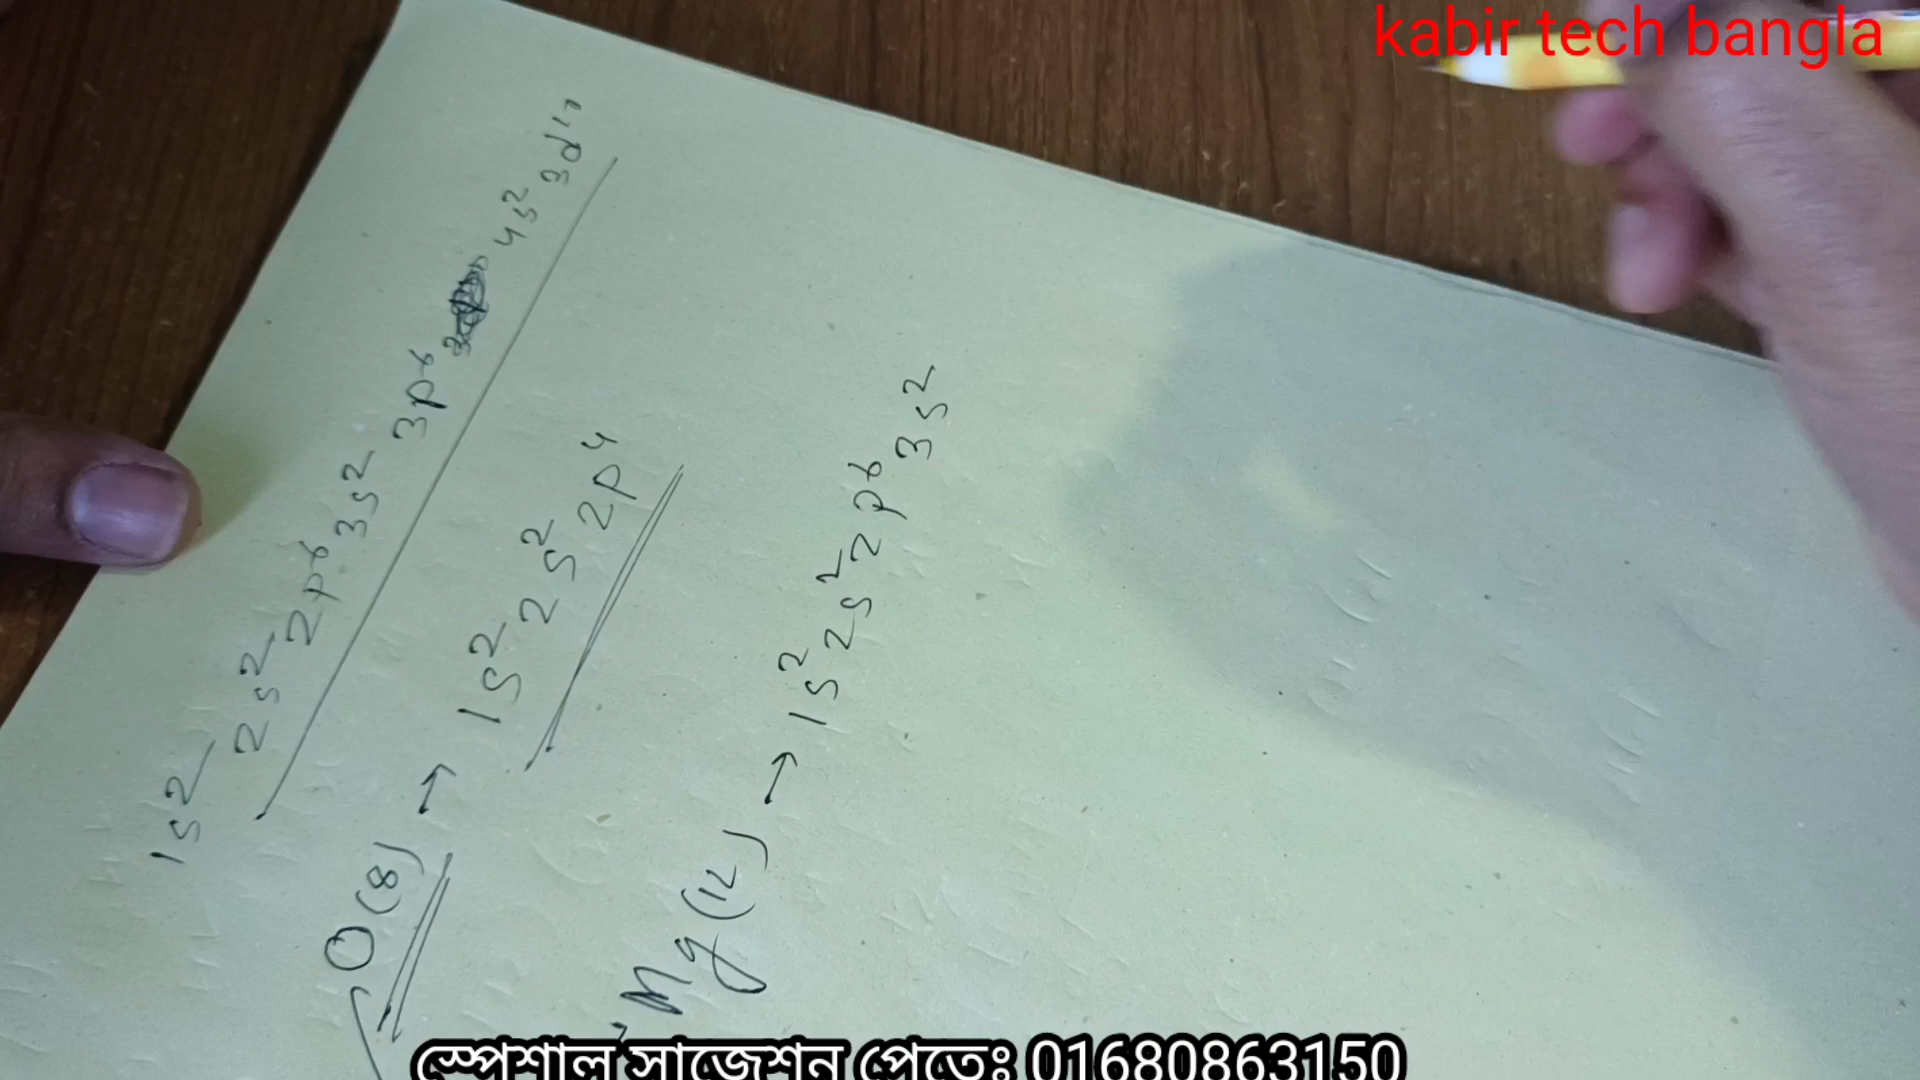 kabir tech bangla
1s² 2s² 2p⁶ 3s² 3p⁶ 4s² 3d¹⁰
O(8) → 1s² 2s² 2p⁴
Mg(12) → 1s² 2s² 2p⁶ 3s²
স্পেশাল সাজেশন পেতেঃ 01680863150